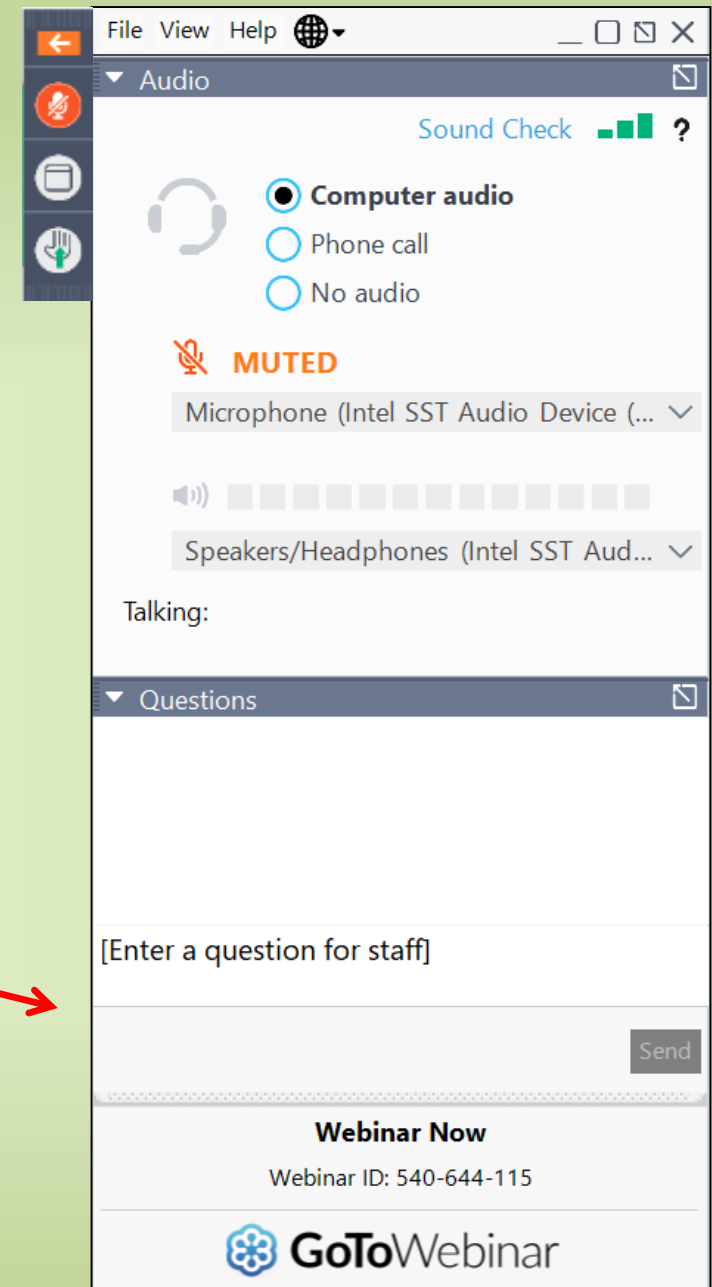 File View Help
Audio
Sound Check ?
Computer audio
Phone call
No audio
MUTED
Microphone (Intel SST Audio Device (...
Speakers/Headphones (Intel SST Aud...
Talking:
Questions
[Enter a question for staff]
Send
Webinar Now
Webinar ID: 540-644-115
GoToWebinar